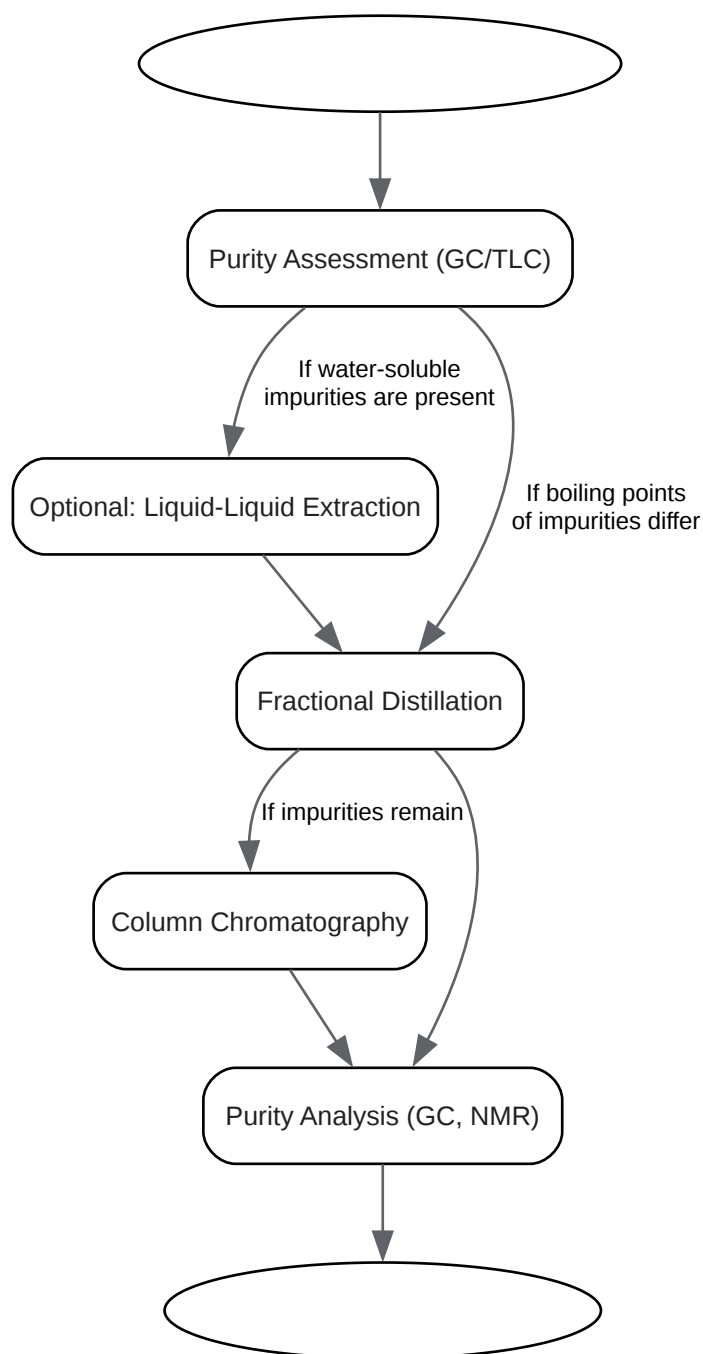 Purity Assessment (GC/TLC)
If water-soluble
impurities are present
Optional: Liquid-Liquid Extraction
If boiling points
of impurities differ
Fractional Distillation
If impurities remain
Column Chromatography
Purity Analysis (GC, NMR)